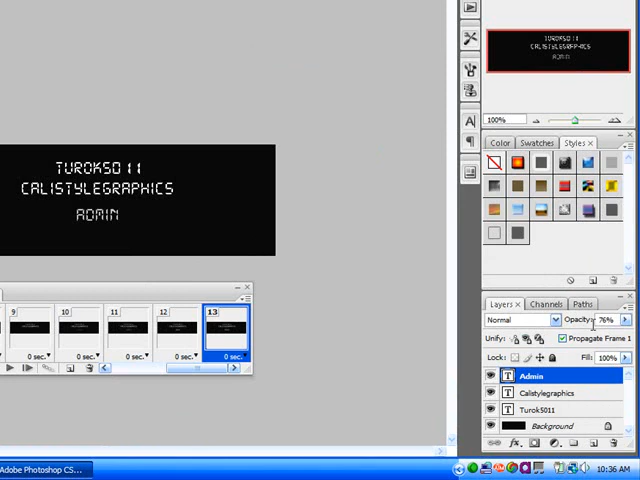 100%
Color Swatches Styles x
TUROK5011
CALISTYLEGRAPHICS
ADMIN
Layers x Channels Paths
Normal Opacity: 76%
Unify: Propagate Frame 1
Lock: Fill: 100%
Admin
Calistylegraphics
Turok5011
Background
9 10 11 12 13
0 sec. 0 sec. 0 sec. 0 sec. 0 sec.
Adobe Photoshop CS...
10:36 AM